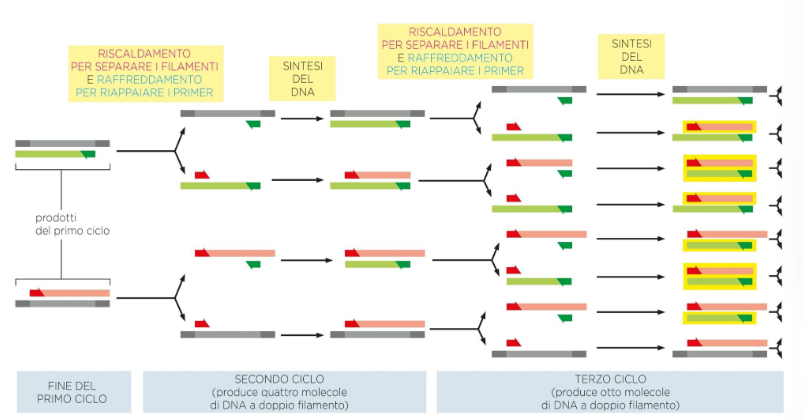 RISCALDAMENTO
PER SEPARARE I FILAMENTI
E RAFFREDDAMENTO
PER RIAPPAIARE I PRIMER
SINTESI
DEL
DNA
RISCALDAMENTO
PER SEPARARE I FILAMENTI
E RAFFREDDAMENTO
PER RIAPPAIARE I PRIMER
SINTESI
DEL
DNA
prodotti
del primo ciclo
FINE DEL
PRIMO CICLO
SECONDO CICLO
(produce quattro molecole
di DNA a doppio filamento)
TERZO CICLO
(produce otto molecole
di DNA a doppio filamento)